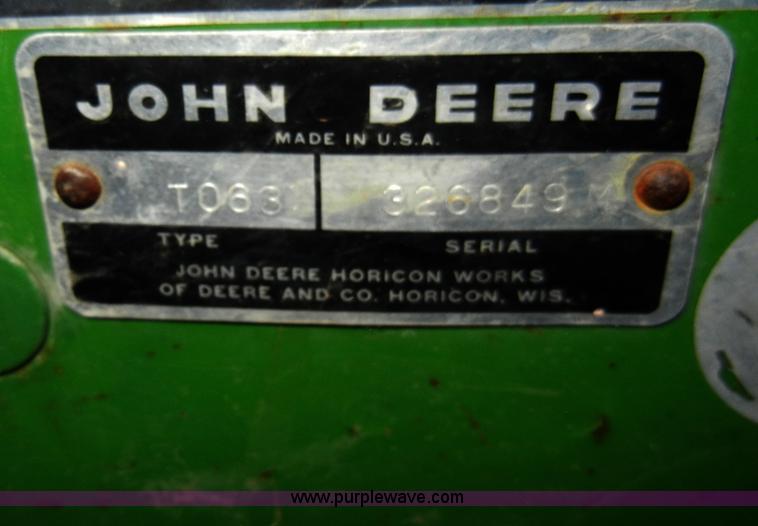 JOHN DEERE
MADE IN U.S.A.
326849 M
TYPE SERIAL
JOHN DEERE HORICON WORKS
OF DEERE AND CO. HORICON, WIS.
www.purplewave.com